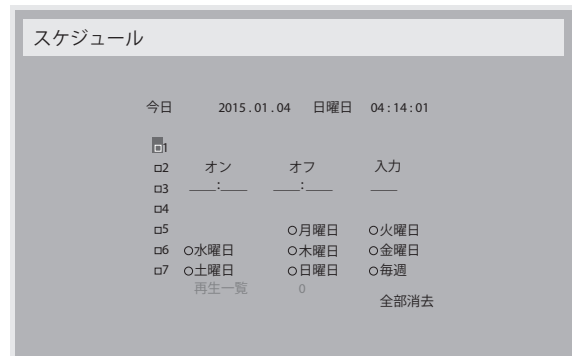 スケジュール
今日 2015.01.04 日曜日 04:14:01
□1
□2 オン オフ 入力
□3 ___:___ ___:___ ___
□4
□5 ○月曜日 ○火曜日
□6 ○水曜日 ○木曜日 ○金曜日
□7 ○土曜日 ○日曜日 ○毎週
再生一覧 0
全部消去